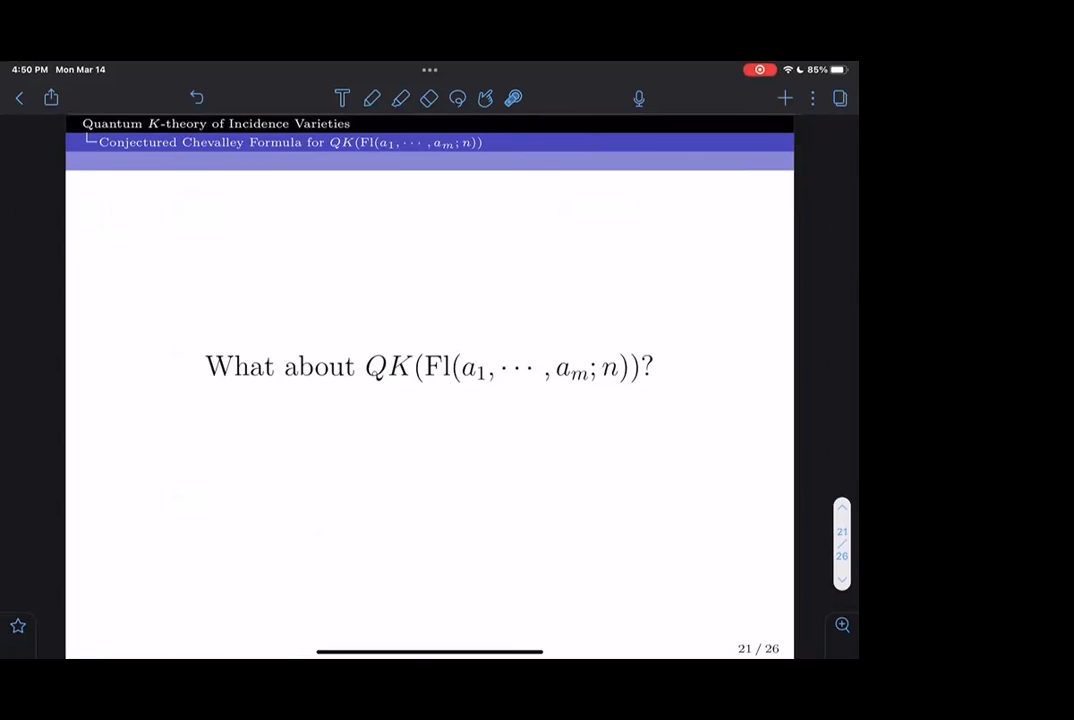 4:50 PM Mon Mar 14
85%
Quantum K-theory of Incidence Varieties
Conjectured Chevalley Formula for QK(Fl(a₁, ⋯ , aₘ; n))
What about QK(Fl(a₁, ⋯ , aₘ; n))?
21
/
26
21 / 26